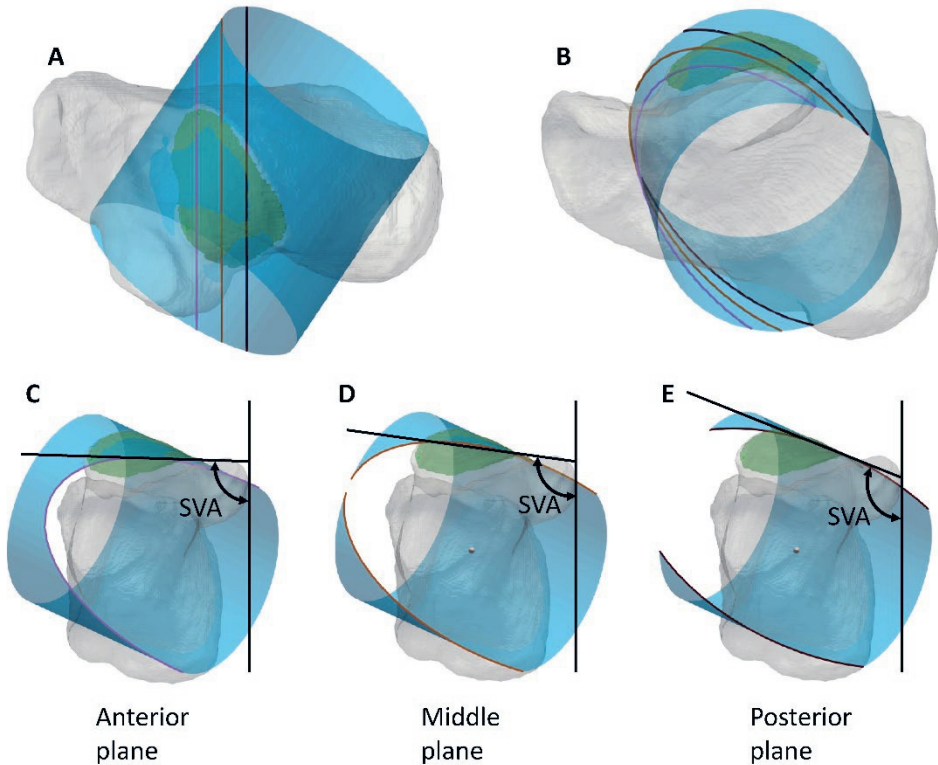 A
B
C
D
E
SVA
SVA
SVA
Anterior
plane
Middle
plane
Posterior
plane